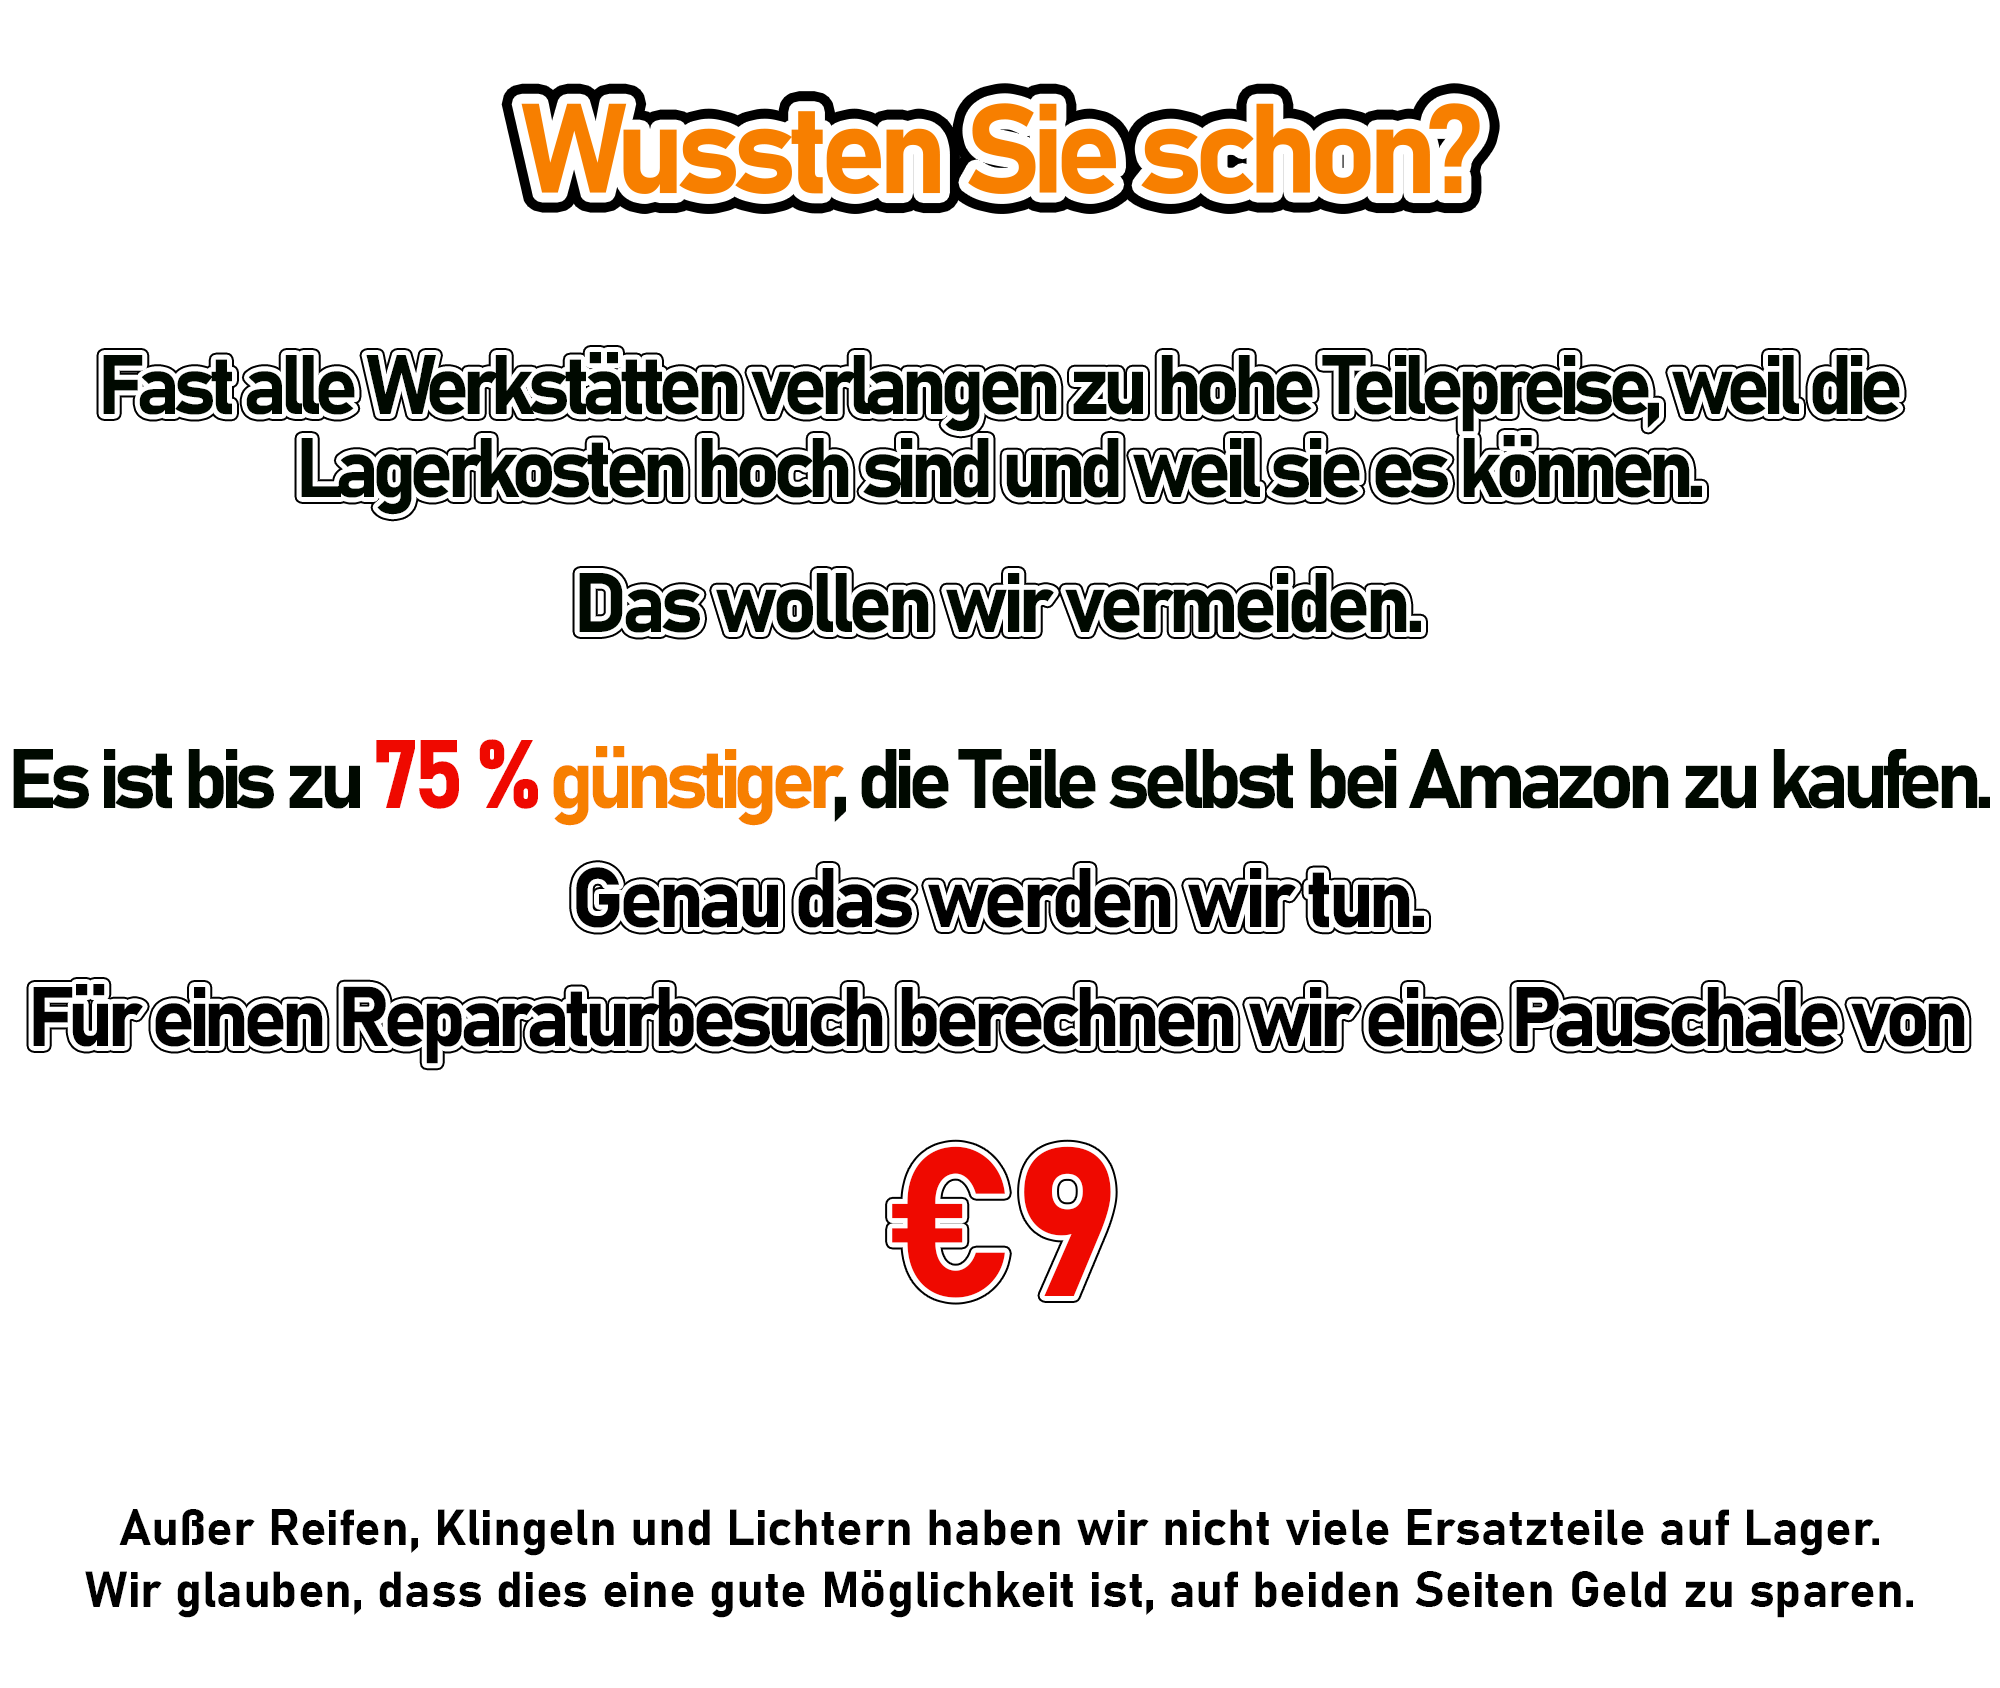 Wussten Sie schon?
Fast alle Werkstätten verlangen zu hohe Teilepreise, weil die
Lagerkosten hoch sind und weil sie es können.
Das wollen wir vermeiden.
Es ist bis zu 75 % günstiger, die Teile selbst bei Amazon zu kaufen.
Genau das werden wir tun.
Für einen Reparaturbesuch berechnen wir eine Pauschale von
€9
Außer Reifen, Klingeln und Lichtern haben wir nicht viele Ersatzteile auf Lager.
Wir glauben, dass dies eine gute Möglichkeit ist, auf beiden Seiten Geld zu sparen.